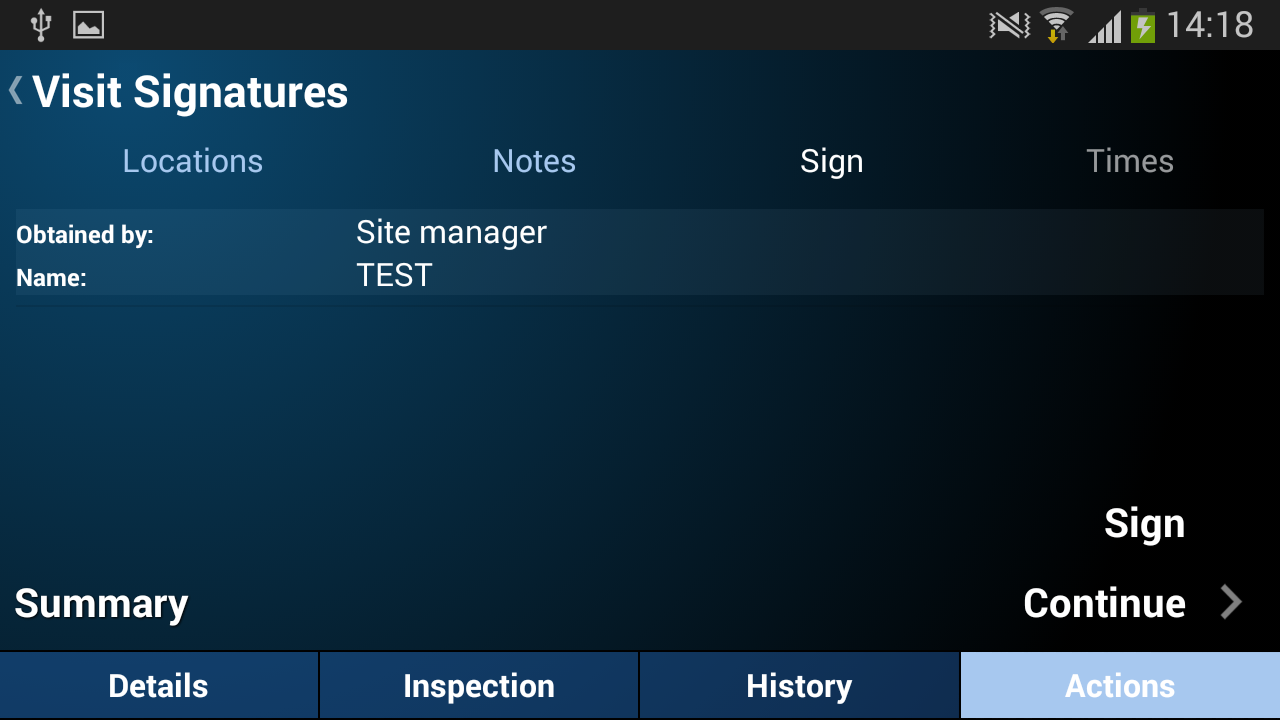 14:18
Visit Signatures
Locations Notes Sign Times
Obtained by: Site manager
Name: TEST
Sign
Summary Continue
Details Inspection History Actions